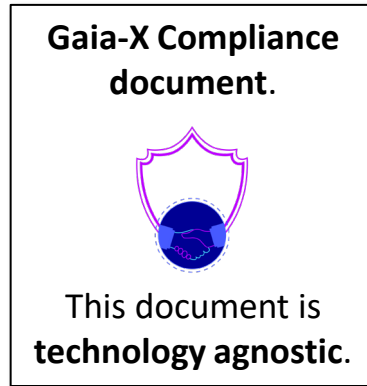 Gaia-X Compliance
document.
This document is
technology agnostic.